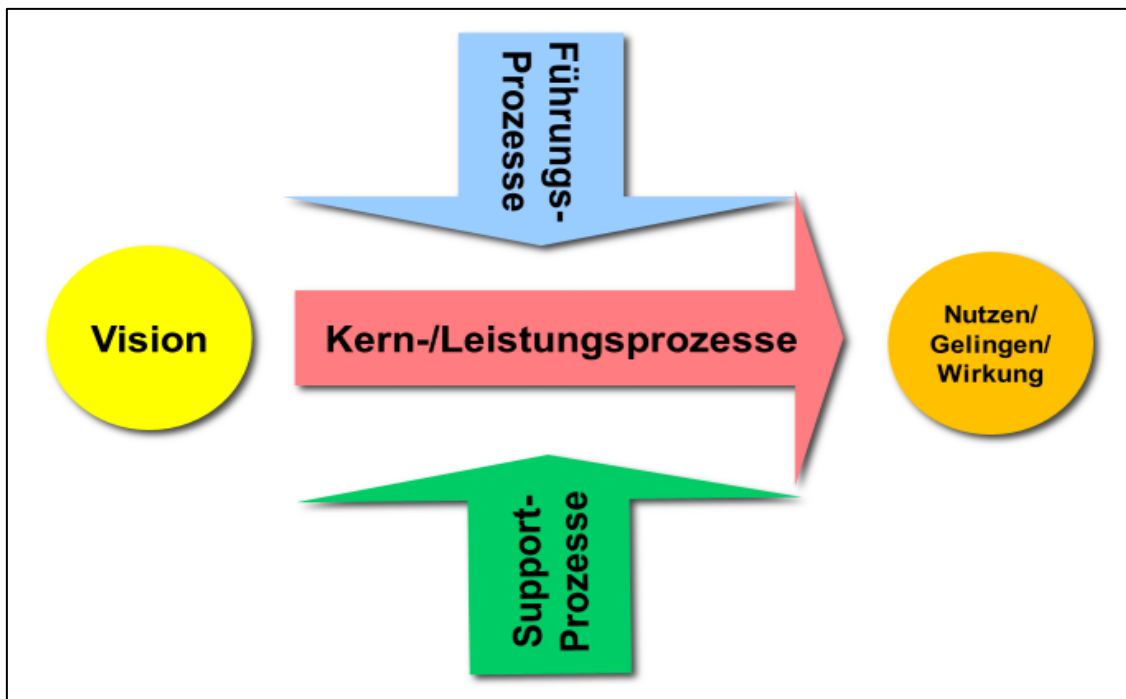 Führungs-
Prozesse
Vision
Kern-/Leistungsprozesse
Nutzen/
Gelingen/
Wirkung
Support-
Prozesse